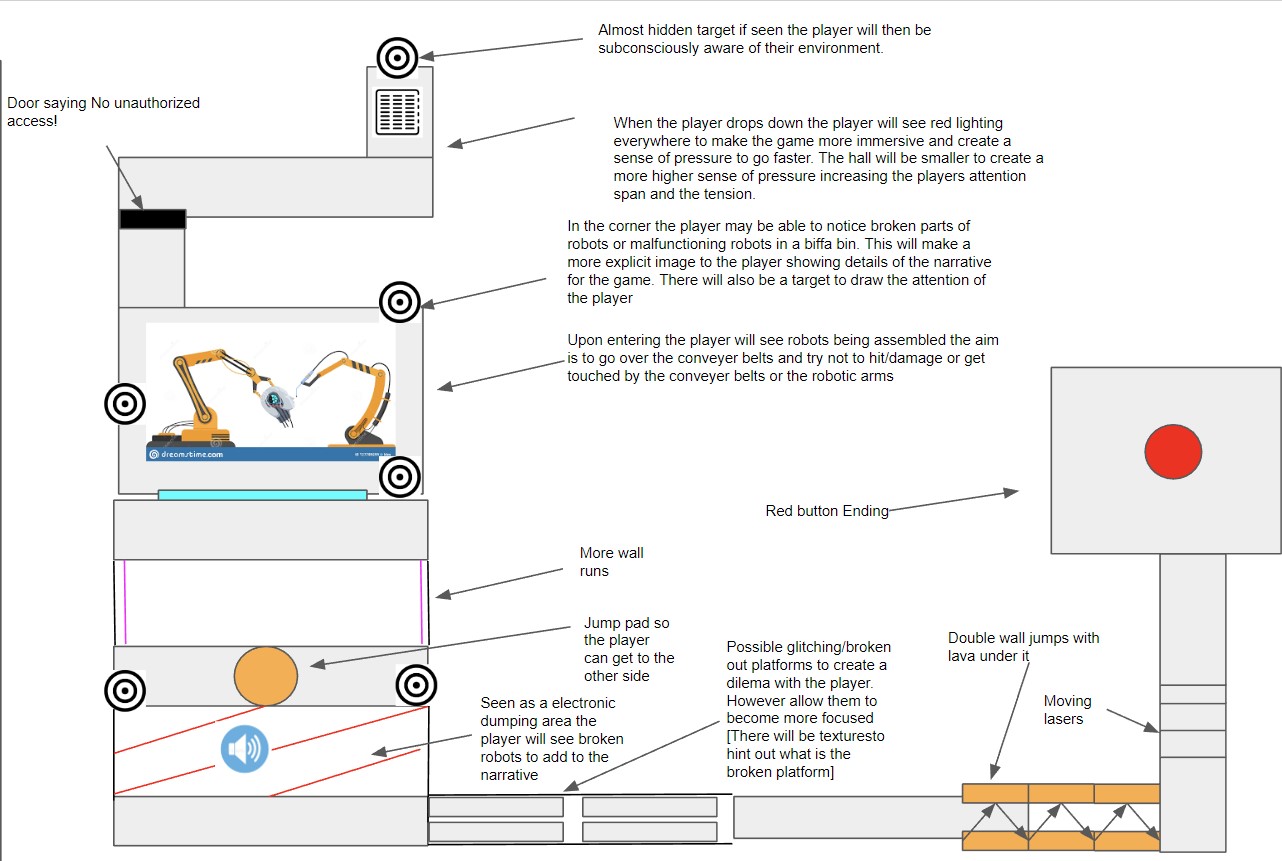 Almost hidden target if seen the player will then be
subconsciously aware of their environment.
Door saying No unauthorized
access!
When the player drops down the player will see red lighting
everywhere to make the game more immersive and create a
sense of pressure to go faster. The hall will be smaller to create a
more higher sense of pressure increasing the players attention
span and the tension.
In the corner the player may be able to notice broken parts of
robots or malfunctioning robots in a biffa bin. This will make a
more explicit image to the player showing details of the narrative
for the game. There will also be a target to draw the attention of
the player
Upon entering the player will see robots being assembled the aim
is to go over the conveyer belts and try not to hit/damage or get
touched by the conveyer belts or the robotic arms
dreamstime.com
Red button Ending
More wall
runs
Jump pad so
the player
can get to the
other side
Seen as a electronic
dumping area the
player will see broken
robots to add to the
narrative
Possible glitching/broken
out platforms to create a
dilema with the player.
However allow them to
become more focused
[There will be texturesto
hint out what is the
broken platform]
Double wall jumps with
lava under it
Moving
lasers